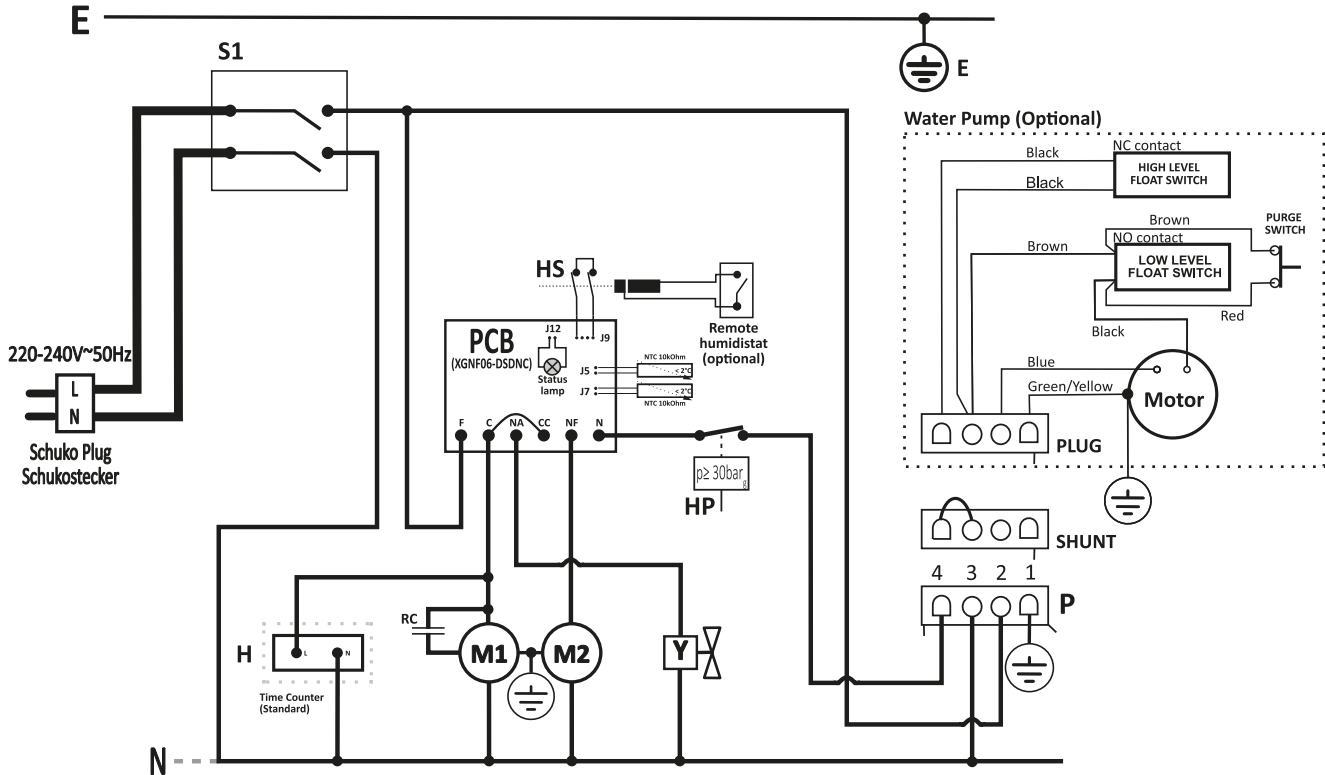 E
S1
E
Water Pump (Optional)
Black
NC contact
HIGH LEVEL
FLOAT SWITCH
Black
Brown
PURGE
SWITCH
Brown
NO contact
LOW LEVEL
FLOAT SWITCH
Red
Black
Blue
Green/Yellow
Motor
PLUG
HS
Remote
humidistat
(optional)
PCB
(XGNF06-DSDNC)
J12
J9
Status
lamp
J5
J7
NTC 10kOhm
< 2°C
< 2°C
NTC 10kOhm
F
C
NA
CC
NF
N
220-240V~50Hz
L
N
Schuko Plug
Schukostecker
p≥ 30bar
HP
SHUNT
4
3
2
1
P
RC
H
L
N
M1
M2
Y
Time Counter
(Standard)
N